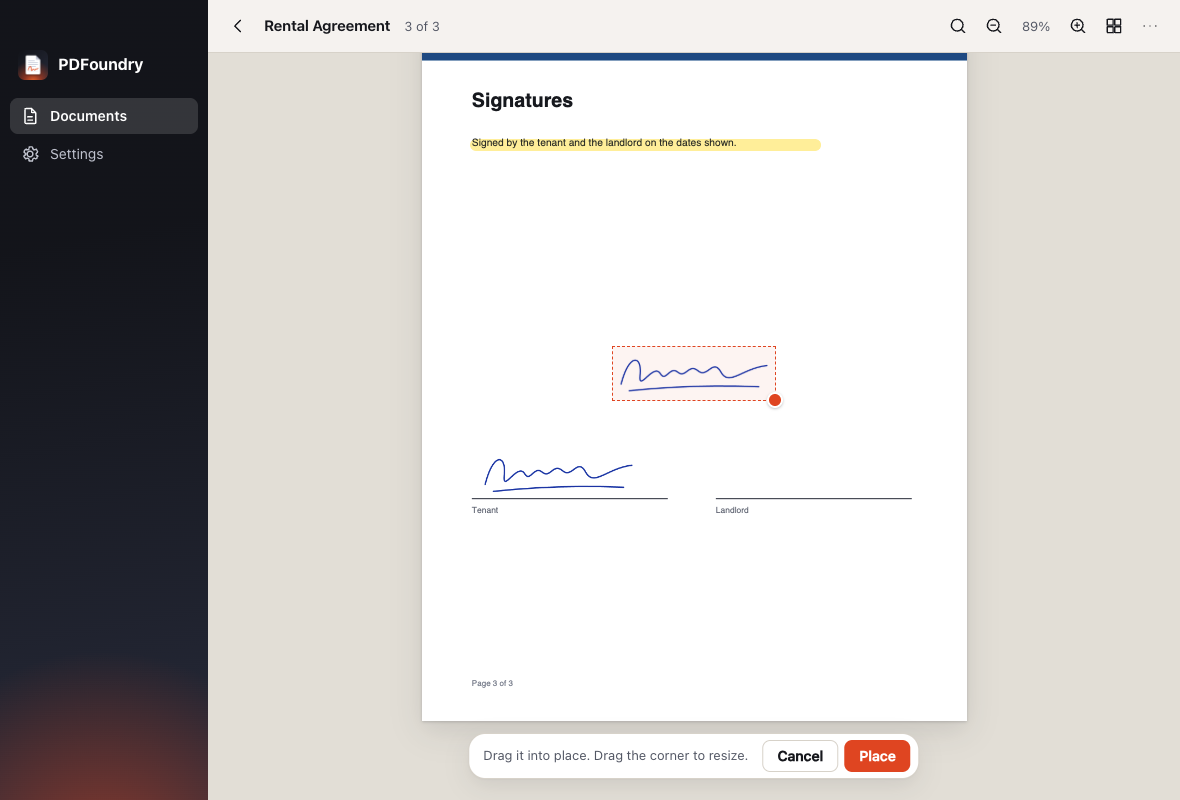 PDFoundry
Documents
Settings
Rental Agreement 3 of 3
89%
Signatures
Signed by the tenant and the landlord on the dates shown.
Tenant
Landlord
Page 3 of 3
Drag it into place. Drag the corner to resize.
Cancel
Place